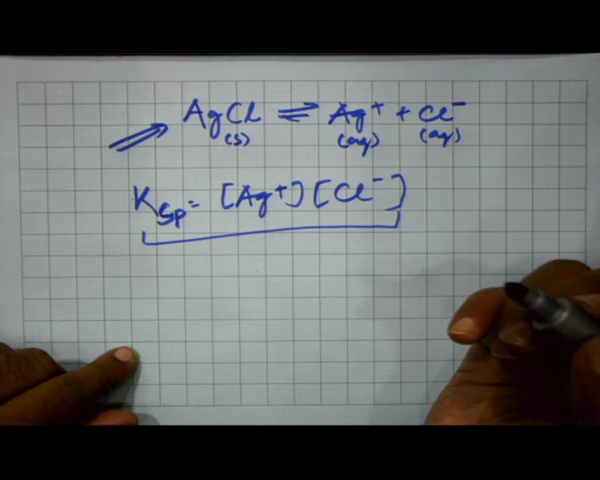 AgCl ⇌ Ag⁺ + Cl⁻
(s) (aq) (aq)
Ksp = [Ag⁺] [Cl⁻]